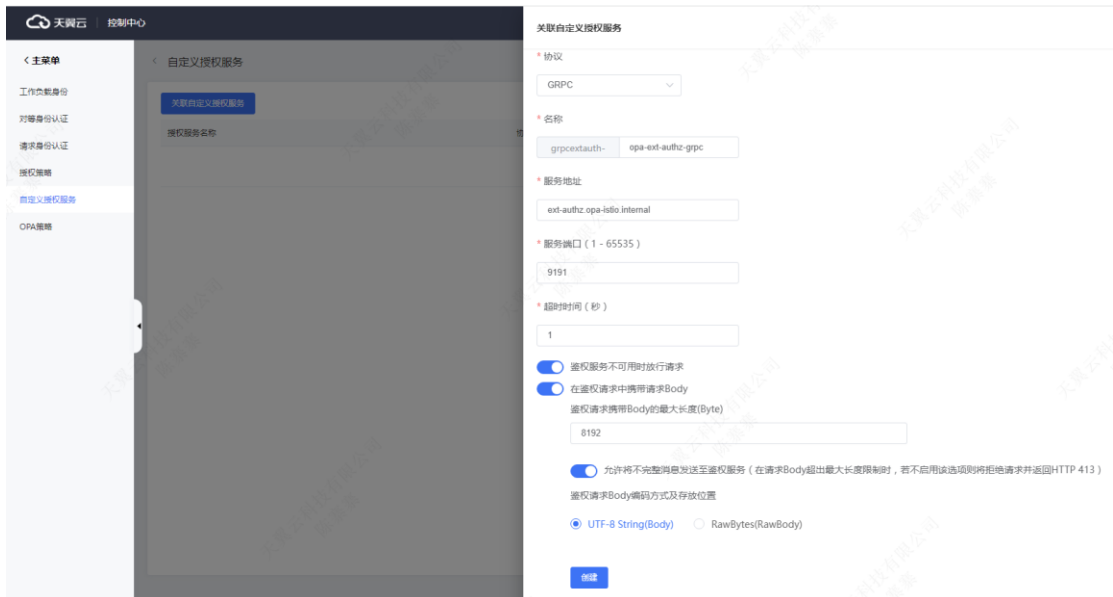 天翼云 控制中心
<主菜单
工作负载身份
对等身份认证
请求身份认证
授权策略
自定义授权服务
OPA策略
< 自定义授权服务
关联自定义授权服务
授权服务名称
关联自定义授权服务
* 协议
GRPC
* 名称
grpcextauth- opa-ext-authz-grpc
* 服务地址
ext-authz.opa-istio.internal
* 服务端口 ( 1 - 65535 )
9191
* 超时时间 ( 秒 )
1
鉴权服务不可用时放行请求
在鉴权请求中携带请求Body
鉴权请求携带Body的最大长度(Byte)
8192
允许将不完整消息发送至鉴权服务 ( 在请求Body超出最大长度限制时 , 若不启用该选项则将拒绝请求并返回HTTP 413 )
鉴权请求Body编码方式及存放位置
UTF-8 String(Body) RawBytes(RawBody)
创建